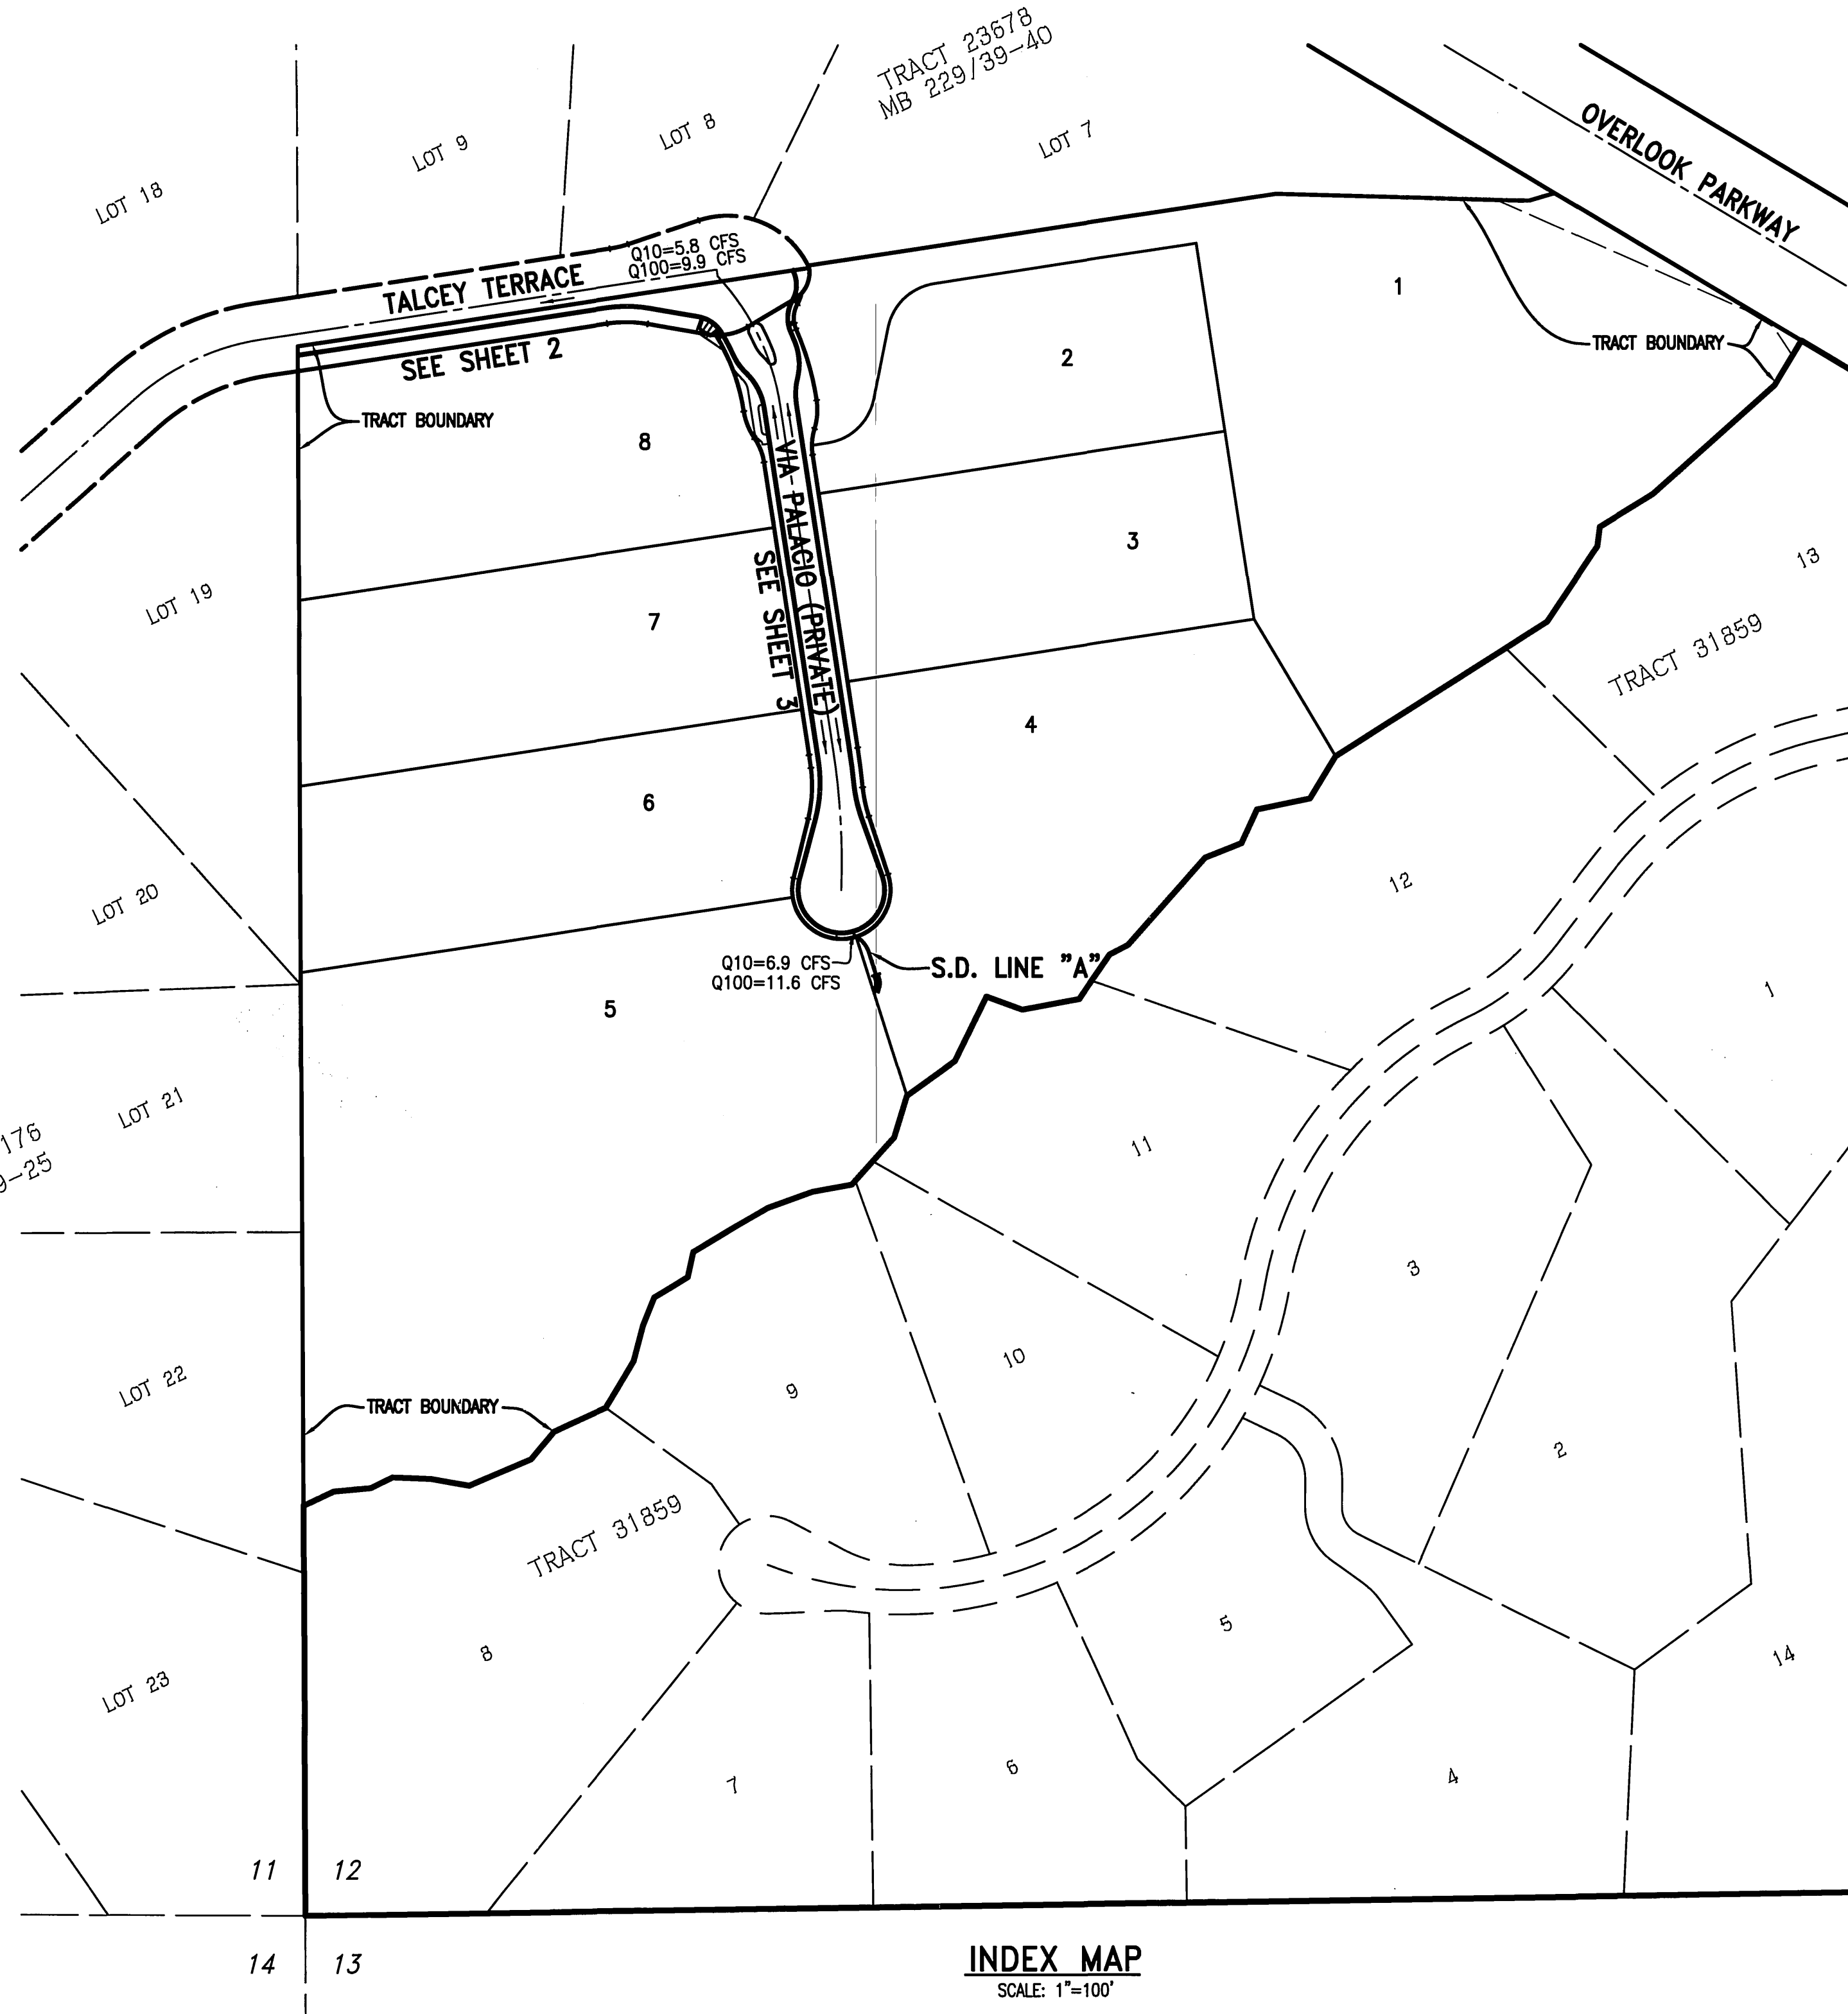 TRACT 23678
MB 229/39-40
OVERLOOK PARKWAY
LOT 7
LOT 8
LOT 9
LOT 18
Q10=5.8 CFS
Q100=9.9 CFS
TALCEY TERRACE
1
TRACT BOUNDARY
SEE SHEET 2
2
TRACT BOUNDARY
8
VIA PALACIO (PRIVATE)
SEE SHEET 3
3
13
LOT 19
7
TRACT 31859
4
6
12
LOT 20
Q10=6.9 CFS
Q100=11.6 CFS
S.D. LINE "A"
1
5
LOT 21
176
9-25
11
3
10
9
LOT 22
TRACT BOUNDARY
2
TRACT 31859
5
8
14
LOT 23
7
6
4
11
12
14
13
INDEX MAP
SCALE: 1"=100'